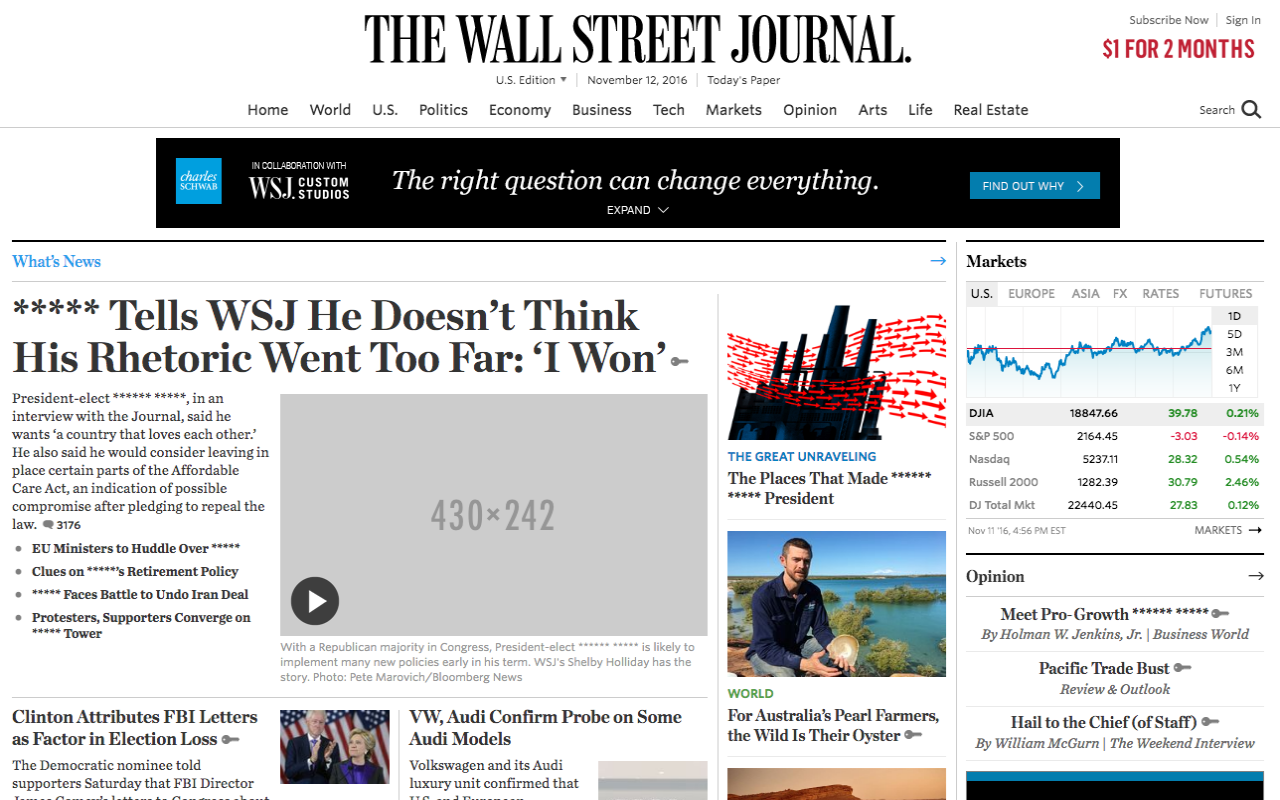 THE WALL STREET JOURNAL.
Subscribe Now
Sign In
$1 FOR 2 MONTHS
U.S. Edition
November 12, 2016
Today's Paper
Home World U.S. Politics Economy Business Tech Markets Opinion Arts Life Real Estate
Search
charles
SCHWAB
IN COLLABORATION WITH
WSJ. CUSTOM
STUDIOS
The right question can change everything.
EXPAND
FIND OUT WHY
What's News
***** Tells WSJ He Doesn't Think
His Rhetoric Went Too Far: 'I Won'
President-elect ****** *****, in an
interview with the Journal, said he
wants 'a country that loves each other.'
He also said he would consider leaving in
place certain parts of the Affordable
Care Act, an indication of possible
compromise after pledging to repeal the
law. 3176
EU Ministers to Huddle Over *****
Clues on *****'s Retirement Policy
***** Faces Battle to Undo Iran Deal
Protesters, Supporters Converge on
***** Tower
430×242
With a Republican majority in Congress, President-elect ****** ***** is likely to
implement many new policies early in his term. WSJ's Shelby Holliday has the
story. Photo: Pete Marovich/Bloomberg News
Clinton Attributes FBI Letters
as Factor in Election Loss
The Democratic nominee told
supporters Saturday that FBI Director
James Comey's letters to Congress about
VW, Audi Confirm Probe on Some
Audi Models
Volkswagen and its Audi
luxury unit confirmed that
U.S. and European
THE GREAT UNRAVELING
The Places That Made ******
***** President
WORLD
For Australia's Pearl Farmers,
the Wild Is Their Oyster
Markets
U.S. EUROPE ASIA FX RATES FUTURES
1D
5D
3M
6M
1Y
DJIA 18847.66 39.78 0.21%
S&P 500 2164.45 -3.03 -0.14%
Nasdaq 5237.11 28.32 0.54%
Russell 2000 1282.39 30.79 2.46%
DJ Total Mkt 22440.45 27.83 0.12%
Nov 11 '16, 4:56 PM EST
MARKETS
Opinion
Meet Pro-Growth ****** *****
By Holman W. Jenkins, Jr. | Business World
Pacific Trade Bust
Review & Outlook
Hail to the Chief (of Staff)
By William McGurn | The Weekend Interview